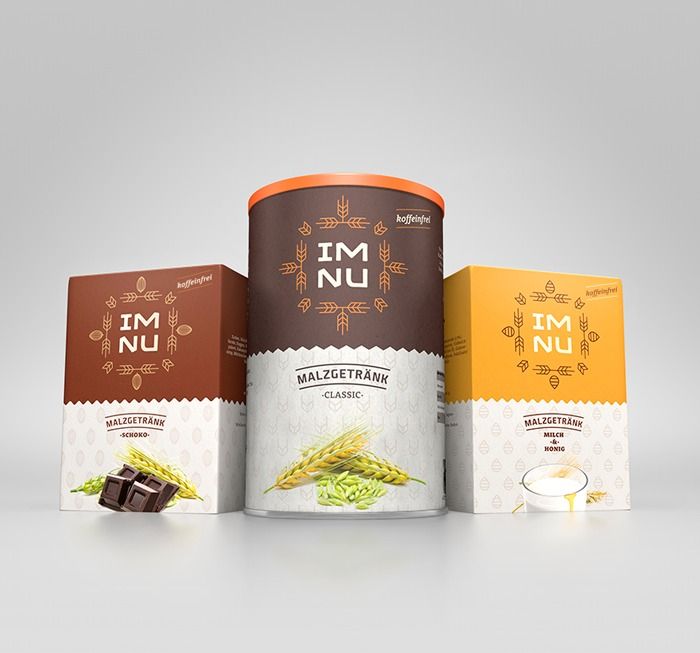 koffeinfrei
IM
NU
MALZGETRÄNK
·SCHOKO·
koffeinfrei
IM
NU
MALZGETRÄNK
·CLASSIC·
koffeinfrei
IM
NU
MALZGETRÄNK
MILCH
·&·
HONIG